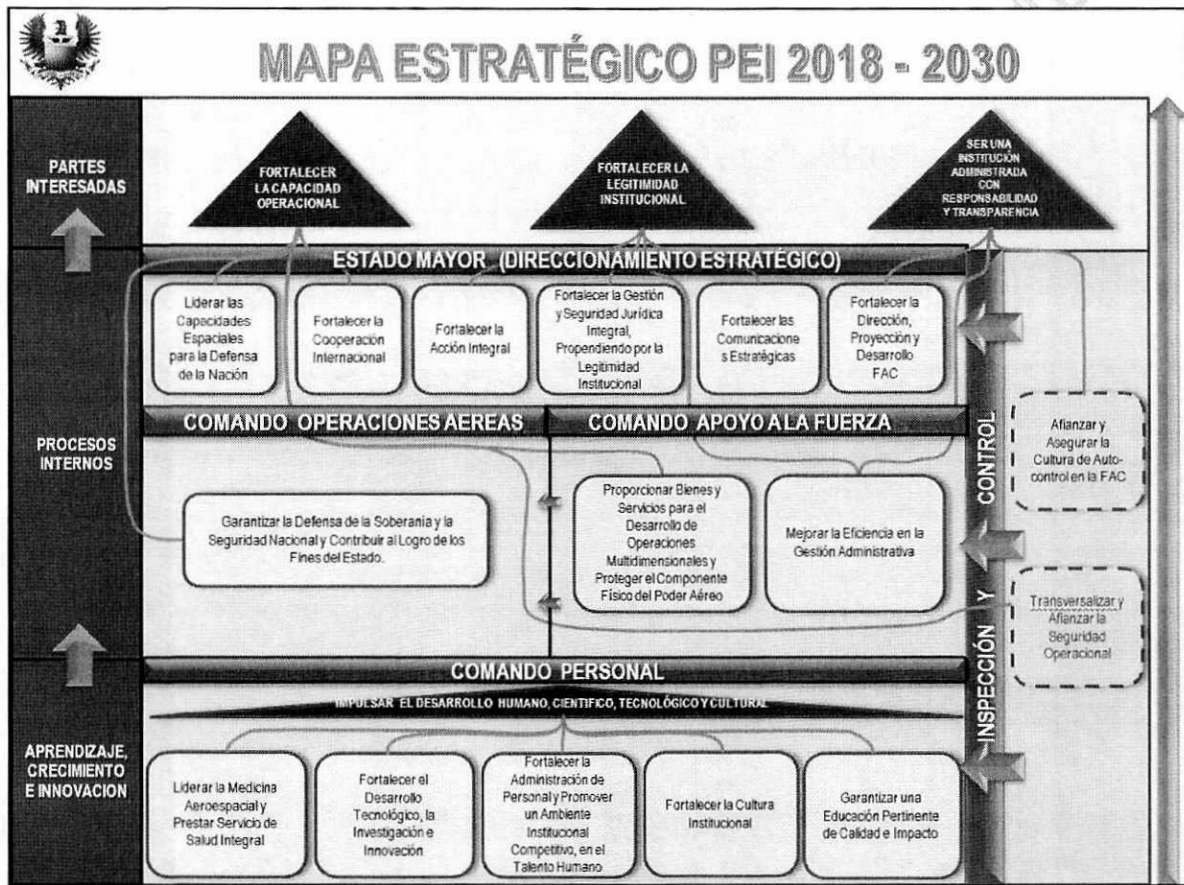 MAPA ESTRATÉGICO PEI 2018 - 2030
PARTES
INTERESADAS
FORTALECER
LA CAPACIDAD
OPERACIONAL
FORTALECER LA
LEGITIMIDAD
INSTITUCIONAL
SER UNA
INSTITUCIÓN
ADMINISTRADA
CON
RESPONSABILIDAD
Y TRANSPARENCIA
ESTADO MAYOR (DIRECCIONAMIENTO ESTRATÉGICO)
Liderar las
Capacidades
Espaciales
para la Defensa
de la Nación
Fortalecer la
Cooperación
Internacional
Fortalecer la
Acción Integral
Fortalecer la Gestión
y Seguridad Jurídica
Integral,
Propendiendo por la
Legitimidad
Institucional
Fortalecer las
Comunicacione
s Estratégicas
Fortalecer la
Dirección,
Proyección y
Desarrollo
FAC
PROCESOS
INTERNOS
COMANDO OPERACIONES AEREAS
COMANDO APOYO A LA FUERZA
Garantizar la Defensa de la Soberanía y la
Seguridad Nacional y Contribuir al Logro de los
Fines del Estado.
Proporcionar Bienes y
Servicios para el
Desarrollo de
Operaciones
Multidimensionales y
Proteger el Componente
Físico del Poder Aéreo
Mejorar la Eficiencia en la
Gestión Administrativa
INSPECCIÓN Y CONTROL
Afianzar y
Asegurar la
Cultura de Auto-
control en la FAC
Transversalizar y
Afianzar la
Seguridad
Operacional
COMANDO PERSONAL
IMPULSAR EL DESARROLLO HUMANO, CIENTIFICO, TECNOLÓGICO Y CULTURAL
APRENDIZAJE,
CRECIMIENTO
E INNOVACION
Liderar la Medicina
Aeroespacial y
Prestar Servicio de
Salud Integral
Fortalecer el
Desarrollo
Tecnológico, la
Investigación e
Innovación
Fortalecer la
Administración de
Personal y Promover
un Ambiente
Institucional
Competitivo, en el
Talento Humano
Fortalecer la Cultura
Institucional
Garantizar una
Educación Pertinente
de Calidad e Impacto